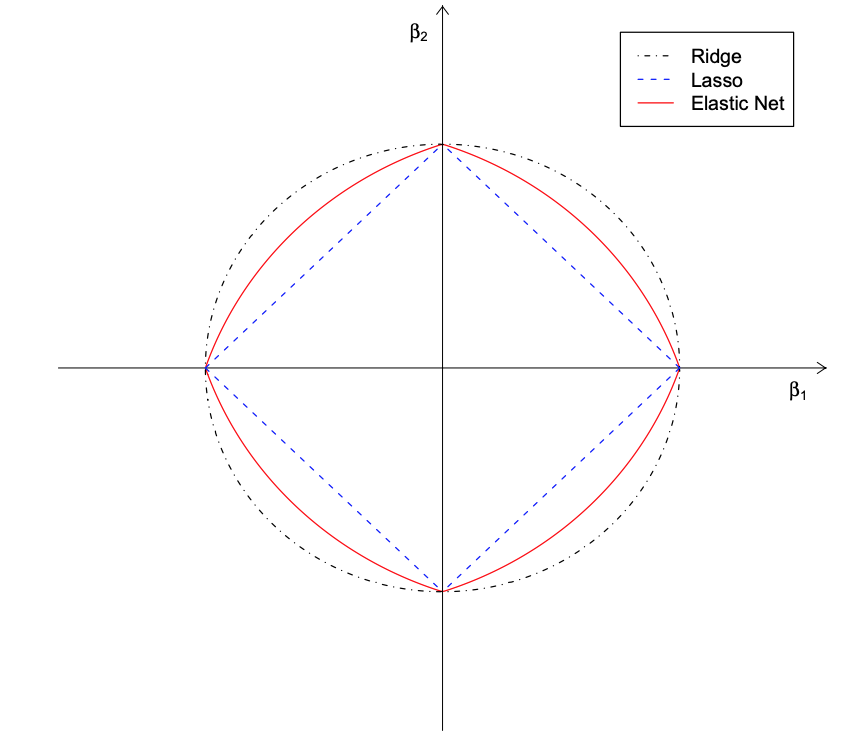 β₂
Ridge
Lasso
Elastic Net
β₁